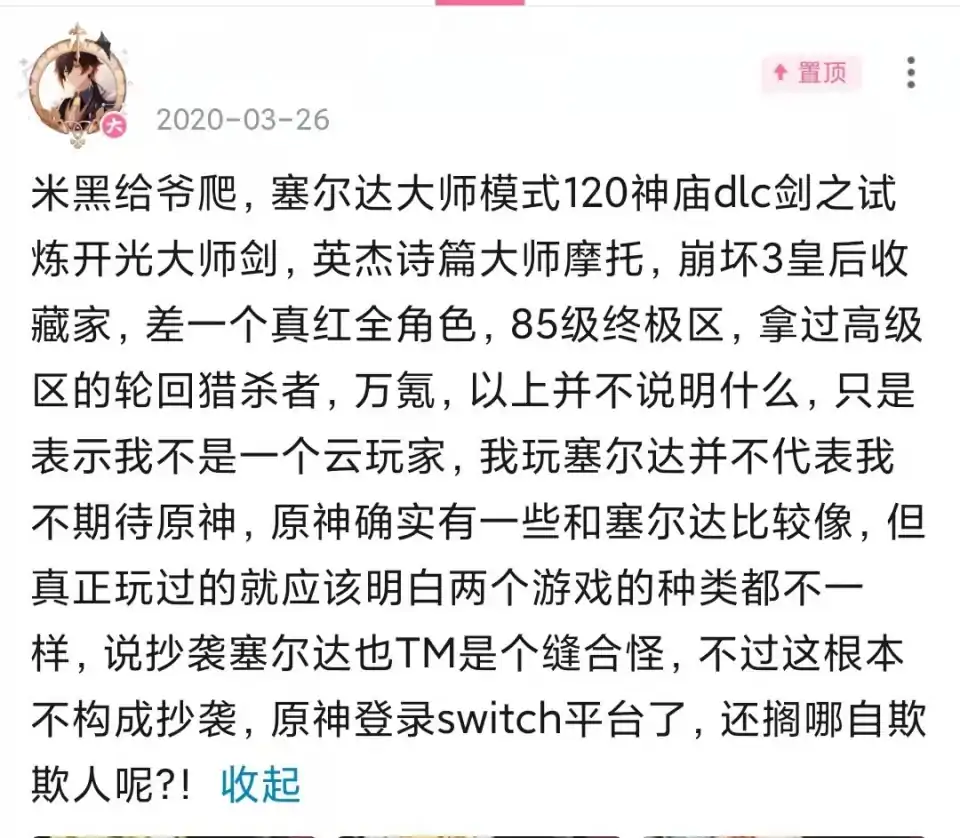 置顶
大
2020-03-26
米黑给爷爬，塞尔达大师模式120神庙dlc剑之试
炼开光大师剑，英杰诗篇大师摩托，崩坏3皇后收
藏家，差一个真红全角色，85级终极区，拿过高级
区的轮回猎杀者，万氪，以上并不说明什么，只是
表示我不是一个云玩家，我玩塞尔达并不代表我
不期待原神，原神确实有一些和塞尔达比较像，但
真正玩过的就应该明白两个游戏的种类都不一
样，说抄袭塞尔达也TM是个缝合怪，不过这根本
不构成抄袭，原神登录switch平台了，还搁哪自欺
欺人呢?！ 收起